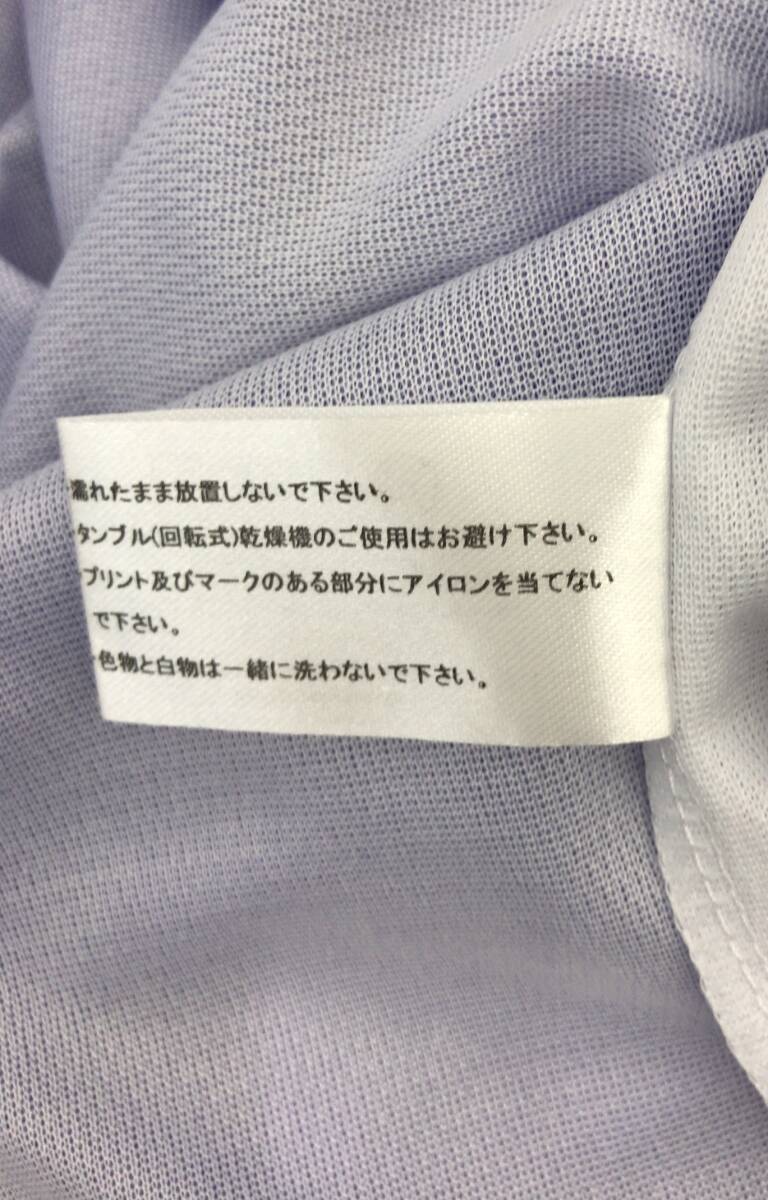 濡れたまま放置しないで下さい。
タンブル(回転式)乾燥機のご使用はお避け下さい。
・プリント及びマークのある部分にアイロンを当てない
で下さい。
・色物と白物は一緒に洗わないで下さい。